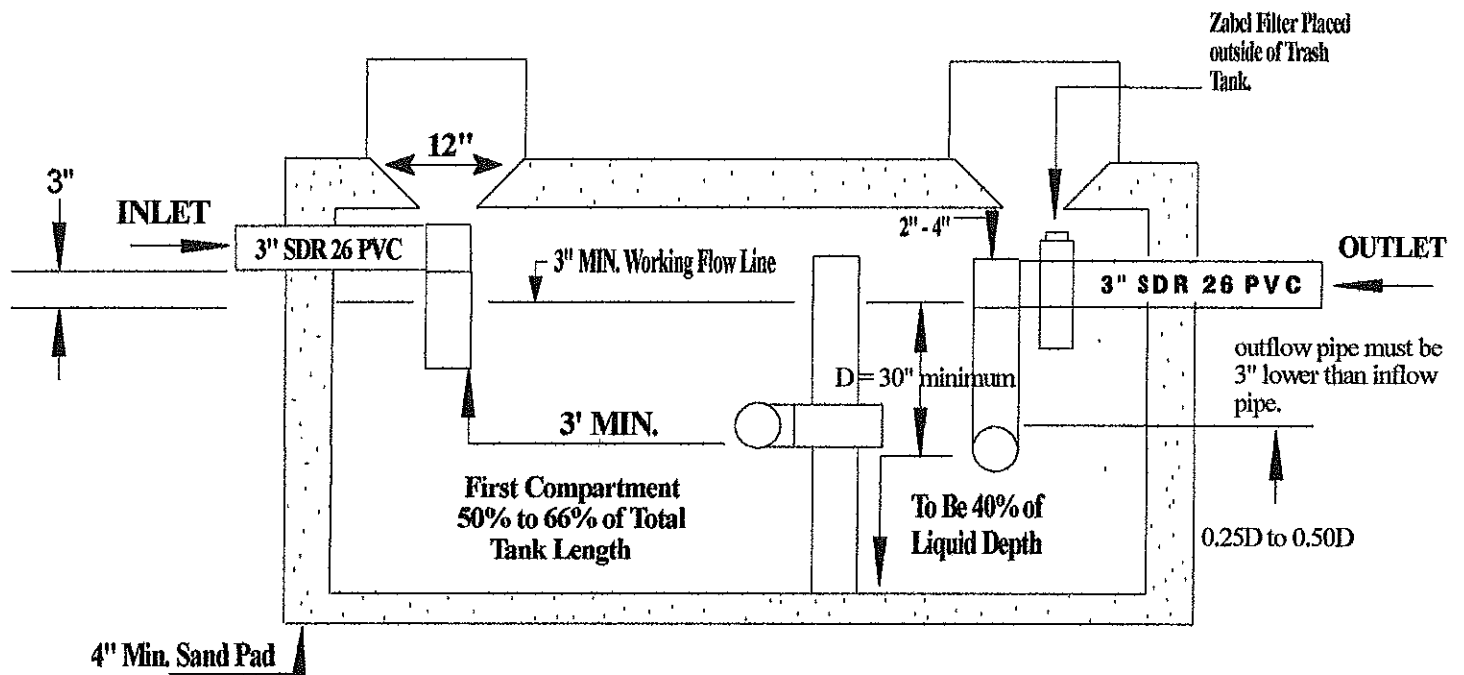 Zabel Filter Placed
outside of Trash
Tank.
12"
3"
INLET
3" SDR 26 PVC
2" - 4"
3" MIN. Working Flow Line
OUTLET
3" SDR 26 PVC
outflow pipe must be
3" lower than inflow
pipe.
D = 30" minimum
3' MIN.
First Compartment
50% to 66% of Total
Tank Length
To Be 40% of
Liquid Depth
0.25D to 0.50D
4" Min. Sand Pad